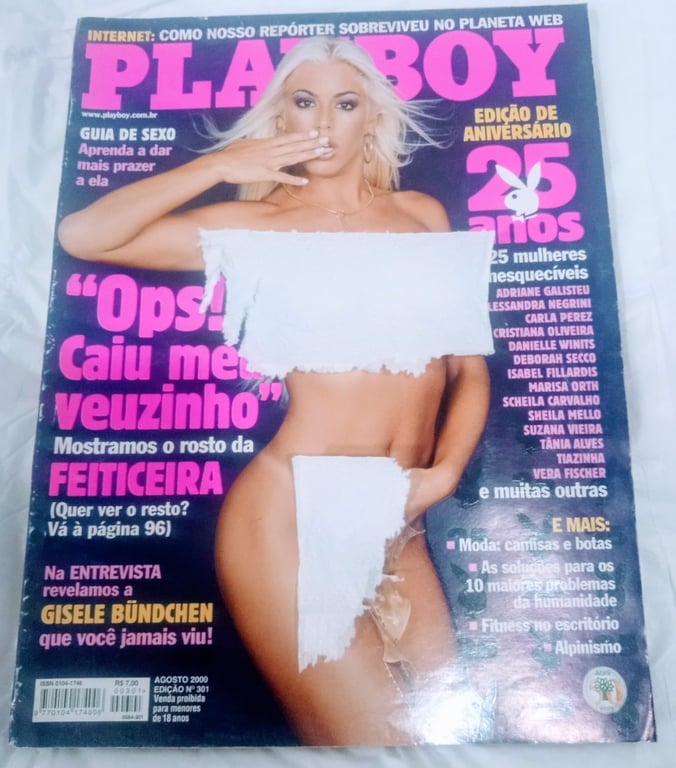 INTERNET: COMO NOSSO REPÓRTER SOBREVIVEU NO PLANETA WEB
PLAYBOY
www.playboy.com.br
GUIA DE SEXO
Aprenda a dar
mais prazer
a ela
EDIÇÃO DE
ANIVERSÁRIO
25
anos
25 mulheres
inesquecíveis
ADRIANE GALISTEU
ALESSANDRA NEGRINI
CARLA PEREZ
CRISTIANA OLIVEIRA
DANIELLE WINITS
DEBORAH SECCO
ISABEL FILLARDIS
MARISA ORTH
SCHEILA CARVALHO
SHEILA MELLO
SUZANA VIEIRA
TÂNIA ALVES
TIAZINHA
VERA FISCHER
e muitas outras
"Ops!
Caiu meu
veuzinho"
Mostramos o rosto da
FEITICEIRA
(Quer ver o resto?
Vá à página 96)
Na ENTREVISTA
revelamos a
GISELE BÜNDCHEN
que você jamais viu!
E MAIS:
Moda: camisas e botas
As soluções para os
10 maiores problemas
da humanidade
Fitness no escritório
Alpinismo
ISSN 0104-1746
R$ 7,00
00301
9 770104 174006
AGOSTO 2000
EDIÇÃO Nº 301
Venda proibida
para menores
de 18 anos
Abril